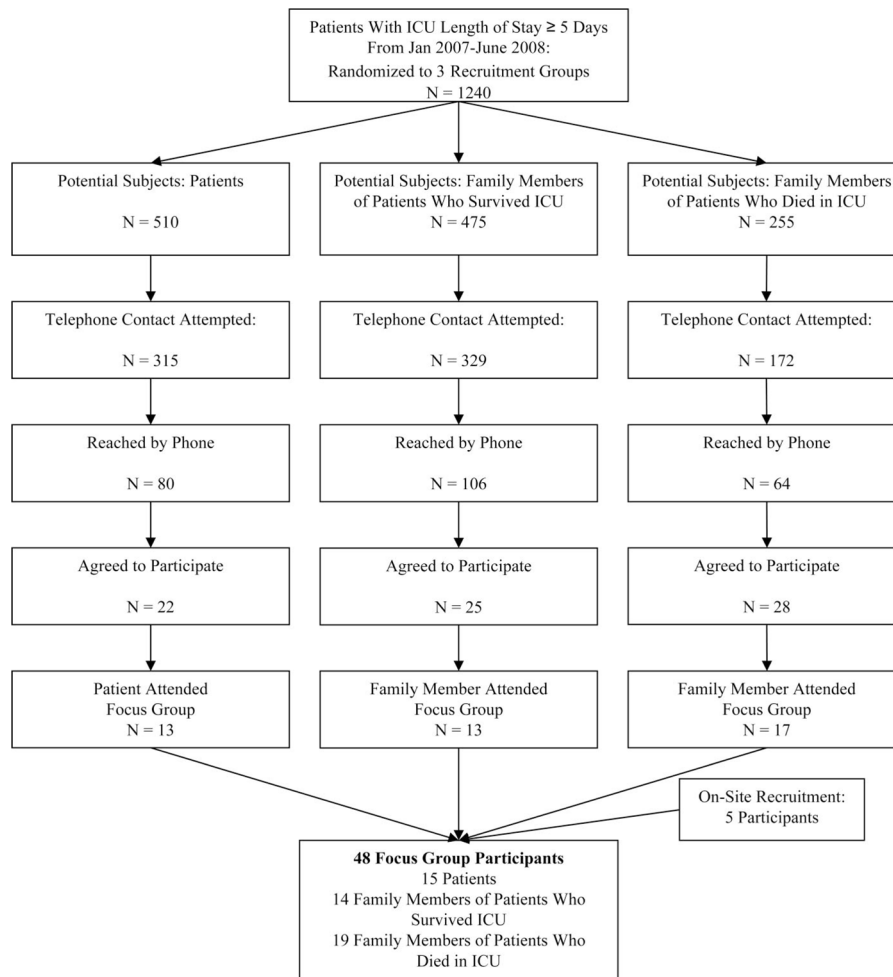 Patients With ICU Length of Stay ≥ 5 Days
From Jan 2007-June 2008:
Randomized to 3 Recruitment Groups
N = 1240
Potential Subjects: Patients
N = 510
Potential Subjects: Family Members
of Patients Who Survived ICU
N = 475
Potential Subjects: Family Members
of Patients Who Died in ICU
N = 255
Telephone Contact Attempted:
N = 315
Telephone Contact Attempted:
N = 329
Telephone Contact Attempted:
N = 172
Reached by Phone
N = 80
Reached by Phone
N = 106
Reached by Phone
N = 64
Agreed to Participate
N = 22
Agreed to Participate
N = 25
Agreed to Participate
N = 28
Patient Attended
Focus Group
N = 13
Family Member Attended
Focus Group
N = 13
Family Member Attended
Focus Group
N = 17
On-Site Recruitment:
5 Participants
48 Focus Group Participants
15 Patients
14 Family Members of Patients Who
Survived ICU
19 Family Members of Patients Who
Died in ICU